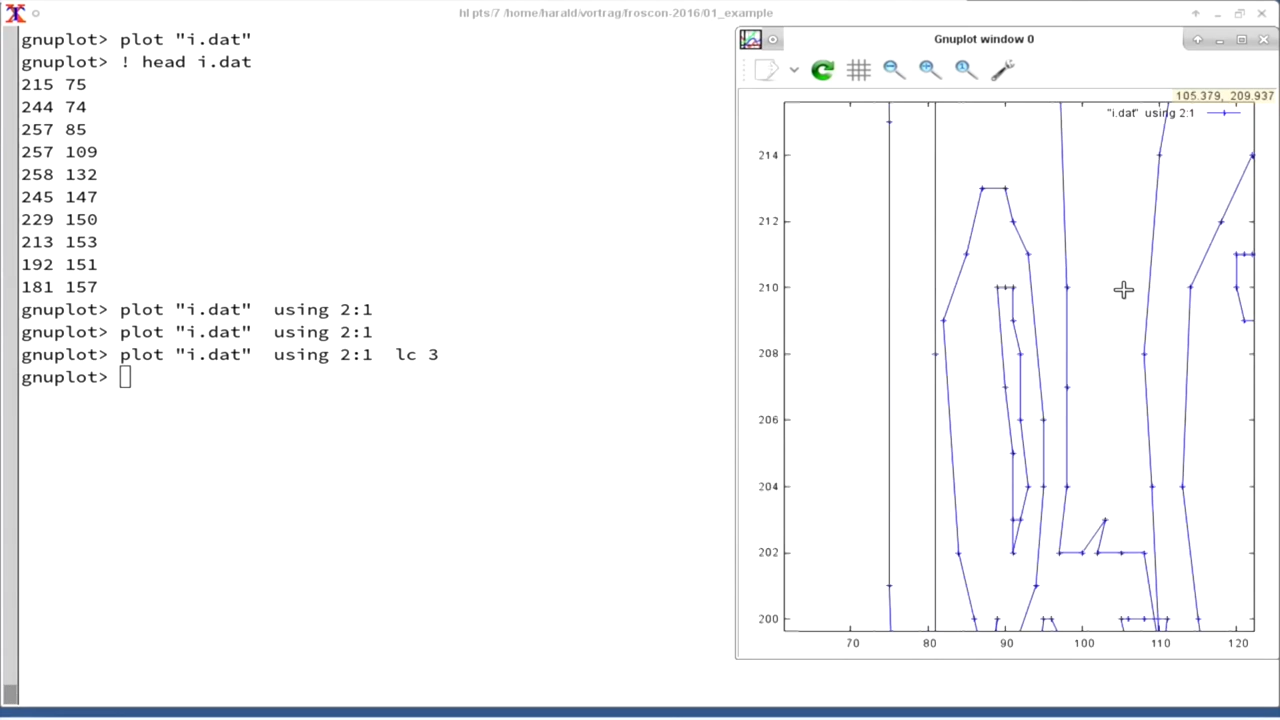 hl pts/7 /home/harald/vortrag/froscon-2016/01_example
gnuplot> plot "i.dat"
gnuplot> ! head i.dat
215 75
244 74
257 85
257 109
258 132
245 147
229 150
213 153
192 151
181 157
gnuplot> plot "i.dat"  using 2:1
gnuplot> plot "i.dat"  using 2:1
gnuplot> plot "i.dat"  using 2:1  lc 3
gnuplot>
Gnuplot window 0
105.379, 209.937
"i.dat" using 2:1
214
212
210
208
206
204
202
200
70 80 90 100 110 120